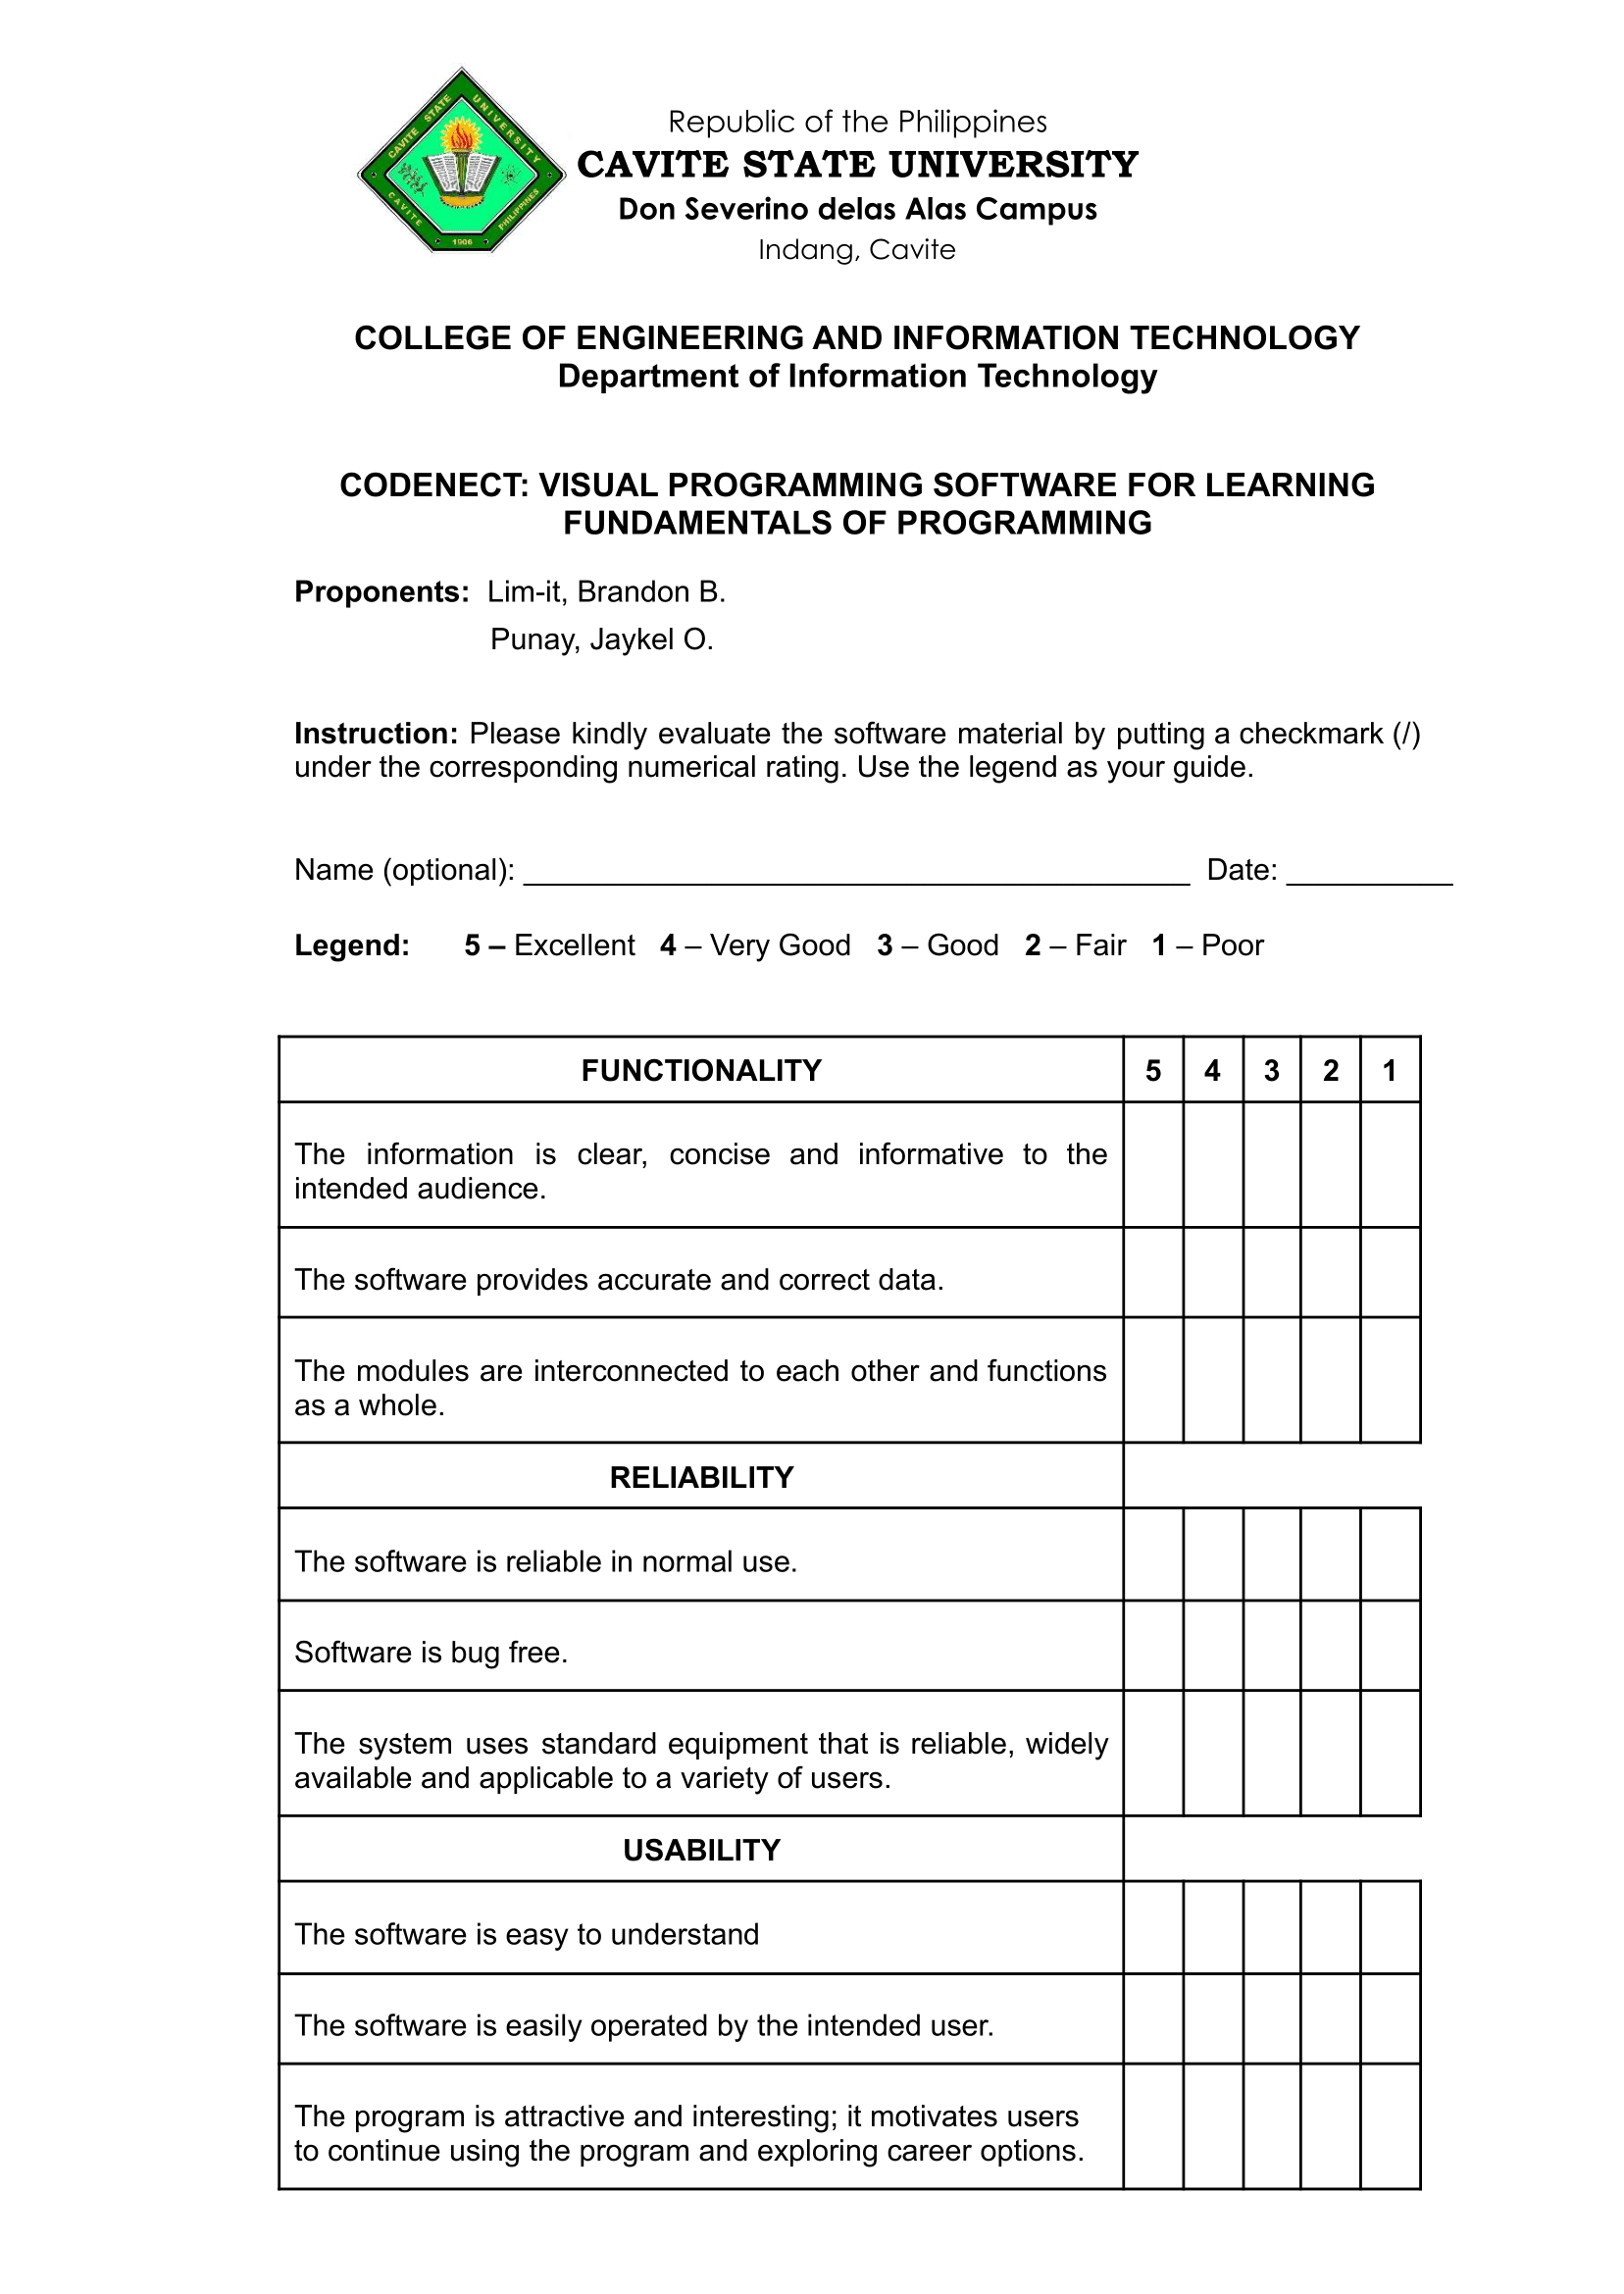 CAVITE STATE UNIVERSITY
CAVITE PHILIPPINES
1906
Republic of the Philippines
CAVITE STATE UNIVERSITY
Don Severino delas Alas Campus
Indang, Cavite
COLLEGE OF ENGINEERING AND INFORMATION TECHNOLOGY
Department of Information Technology
CODENECT: VISUAL PROGRAMMING SOFTWARE FOR LEARNING
FUNDAMENTALS OF PROGRAMMING
Proponents: Lim-it, Brandon B.
Punay, Jaykel O.
Instruction: Please kindly evaluate the software material by putting a checkmark (/)
under the corresponding numerical rating. Use the legend as your guide.
Name (optional): ________________________________________ Date: __________
Legend: 5 – Excellent 4 – Very Good 3 – Good 2 – Fair 1 – Poor
FUNCTIONALITY 5 4 3 2 1
The information is clear, concise and informative to the
intended audience.
The software provides accurate and correct data.
The modules are interconnected to each other and functions
as a whole.
RELIABILITY
The software is reliable in normal use.
Software is bug free.
The system uses standard equipment that is reliable, widely
available and applicable to a variety of users.
USABILITY
The software is easy to understand
The software is easily operated by the intended user.
The program is attractive and interesting; it motivates users
to continue using the program and exploring career options.